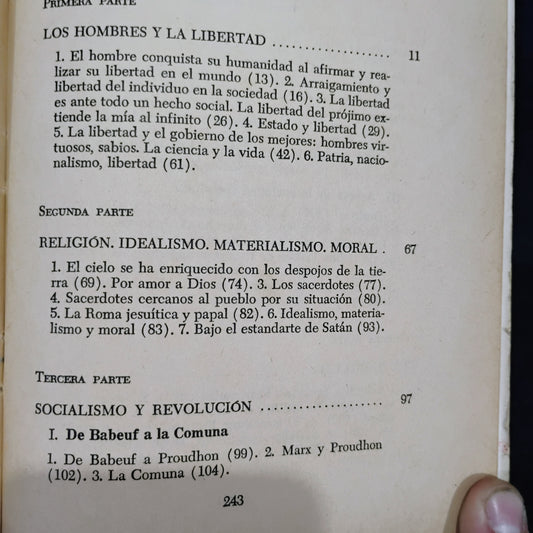 PRIMERA PARTE
LOS HOMBRES Y LA LIBERTAD .................. 11
1. El hombre conquista su humanidad al afirmar y rea-
lizar su libertad en el mundo (13). 2. Arraigamiento y
libertad del individuo en la sociedad (16). 3. La libertad
es ante todo un hecho social. La libertad del prójimo ex-
tiende la mía al infinito (26). 4. Estado y libertad (29).
5. La libertad y el gobierno de los mejores: hombres vir-
tuosos, sabios. La ciencia y la vida (42). 6. Patria, nacio-
nalismo, libertad (61).
SEGUNDA PARTE
RELIGIÓN. IDEALISMO. MATERIALISMO. MORAL . 67
1. El cielo se ha enriquecido con los despojos de la tie-
rra (69). Por amor a Dios (74). 3. Los sacerdotes (77).
4. Sacerdotes cercanos al pueblo por su situación (80).
5. La Roma jesuítica y papal (82). 6. Idealismo, materia-
lismo y moral (83). 7. Bajo el estandarte de Satán (93).
TERCERA PARTE
SOCIALISMO Y REVOLUCIÓN .................. 97
I. De Babeuf a la Comuna
1. De Babeuf a Proudhon (99). 2. Marx y Proudhon
(102). 3. La Comuna (104).
243